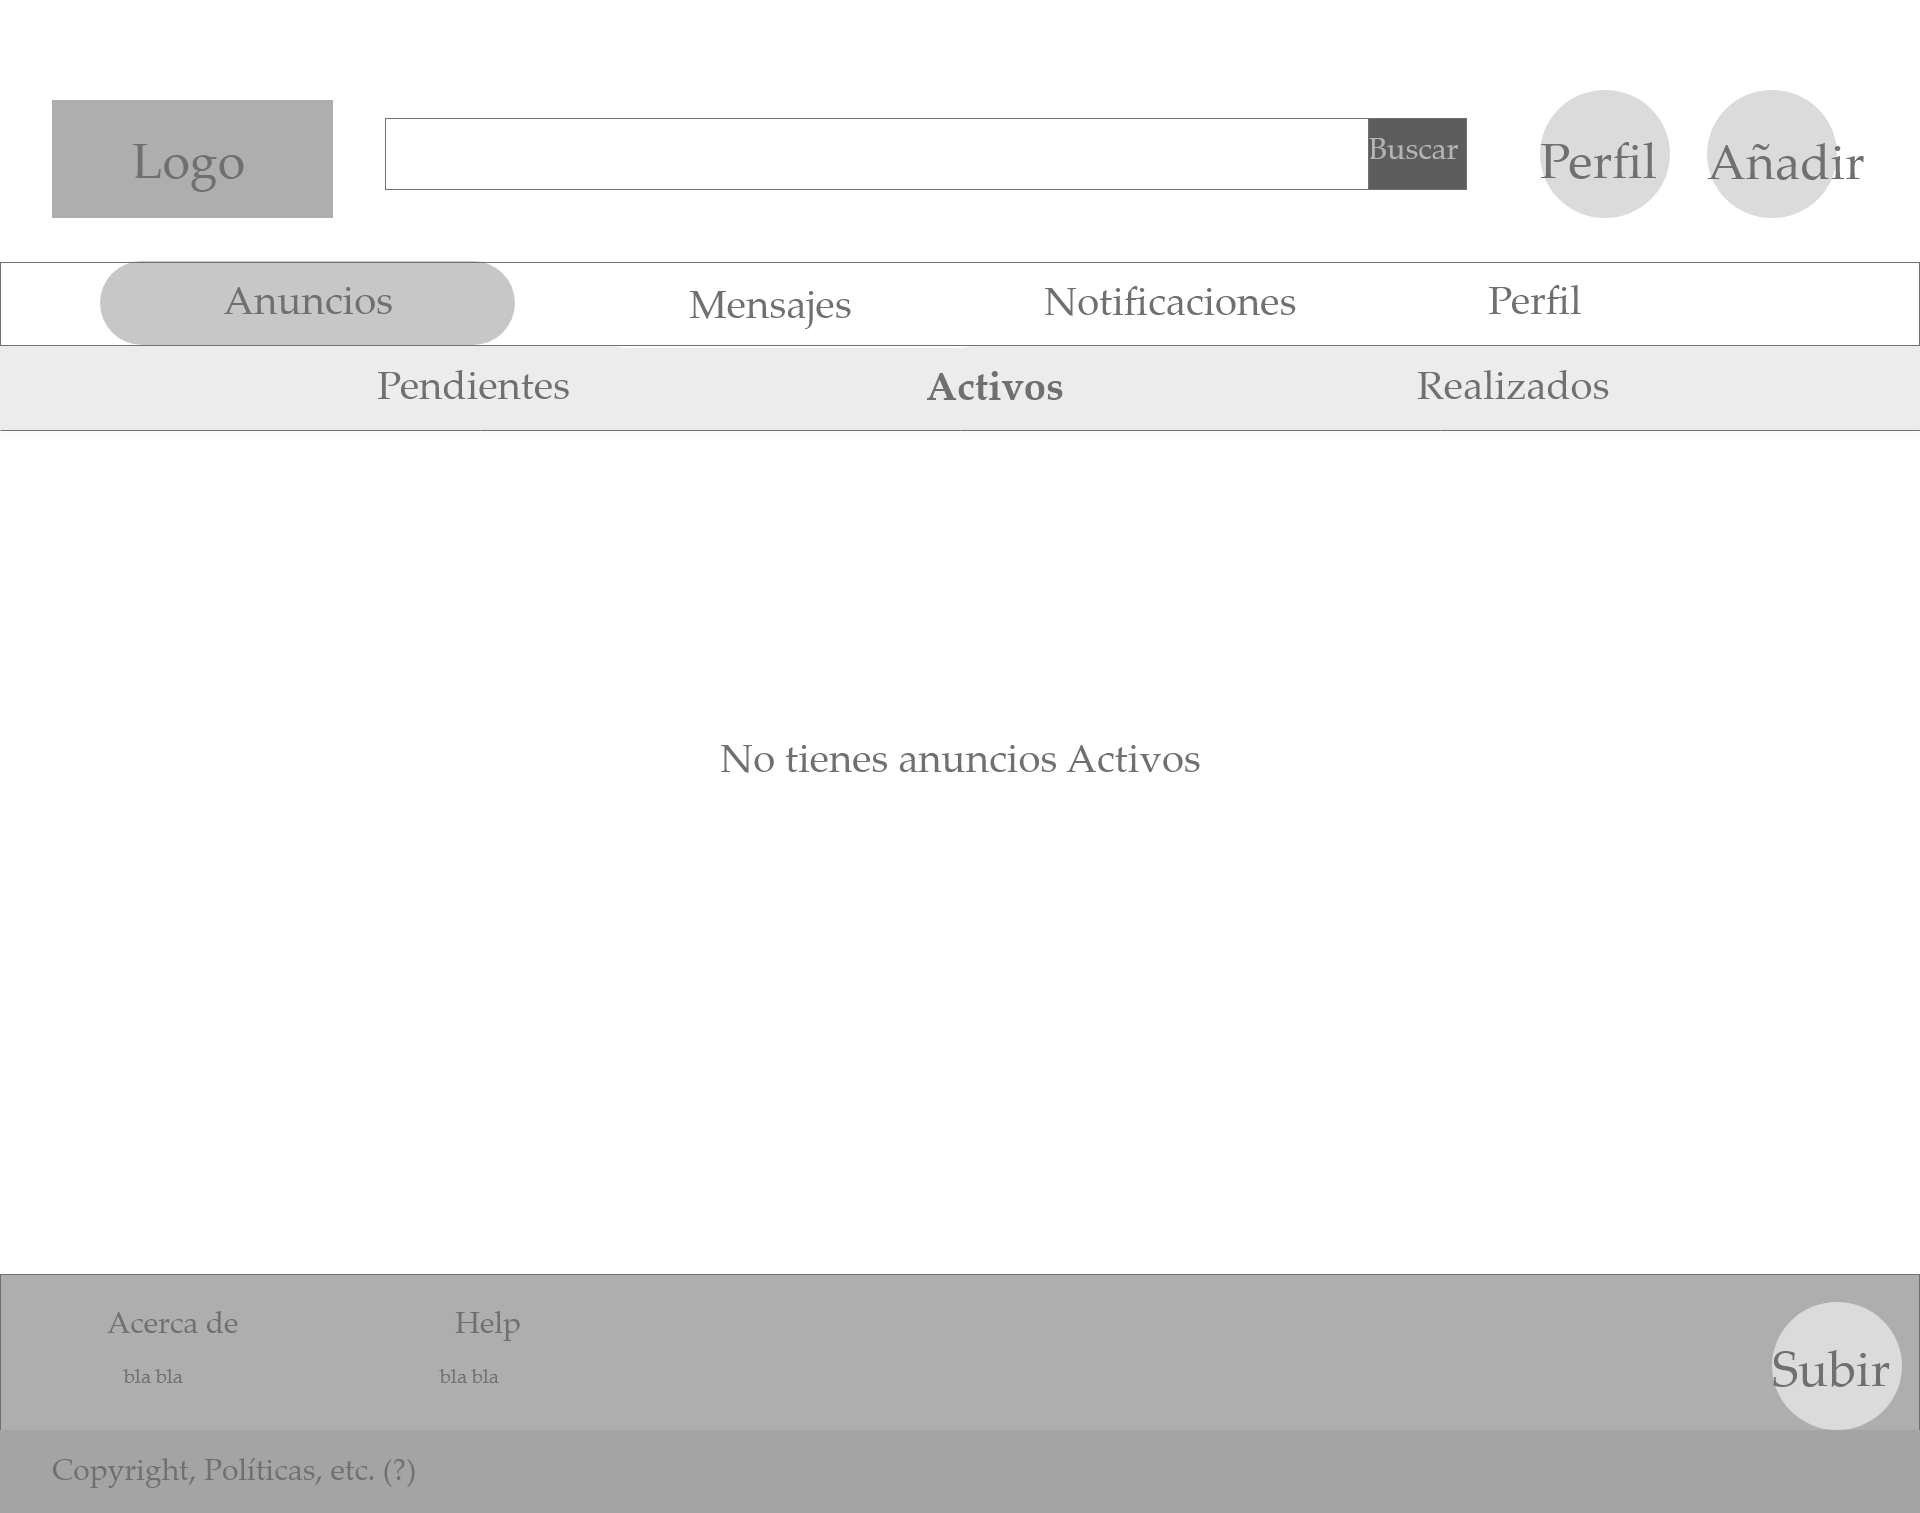 Logo
Buscar
Perfil
Añadir
Anuncios
Mensajes
Notificaciones
Perfil
Pendientes
Activos
Realizados
No tienes anuncios Activos
Acerca de
Help
bla bla
bla bla
Subir
Copyright, Políticas, etc. (?)